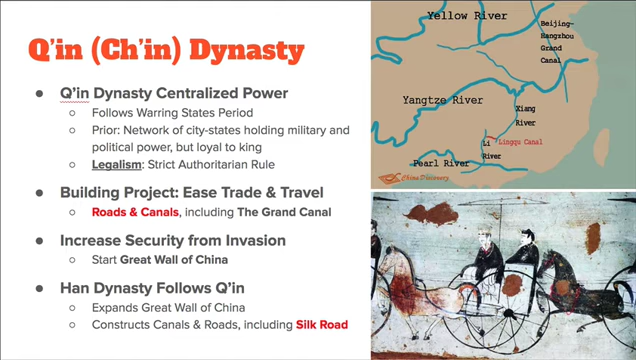 Q'in (Ch'in) Dynasty
● Q'in Dynasty Centralized Power
○ Follows Warring States Period
○ Prior: Network of city-states holding military and
political power, but loyal to king
○ Legalism: Strict Authoritarian Rule
● Building Project: Ease Trade & Travel
○ Roads & Canals, including The Grand Canal
● Increase Security from Invasion
○ Start Great Wall of China
● Han Dynasty Follows Q'in
○ Expands Great Wall of China
○ Constructs Canals & Roads, including Silk Road
Yellow River
Beijing-
Hangzhou
Grand
Canal
Yangtze River
Xiang
River
Lingqu Canal
Li
River
Pearl River
China Discovery